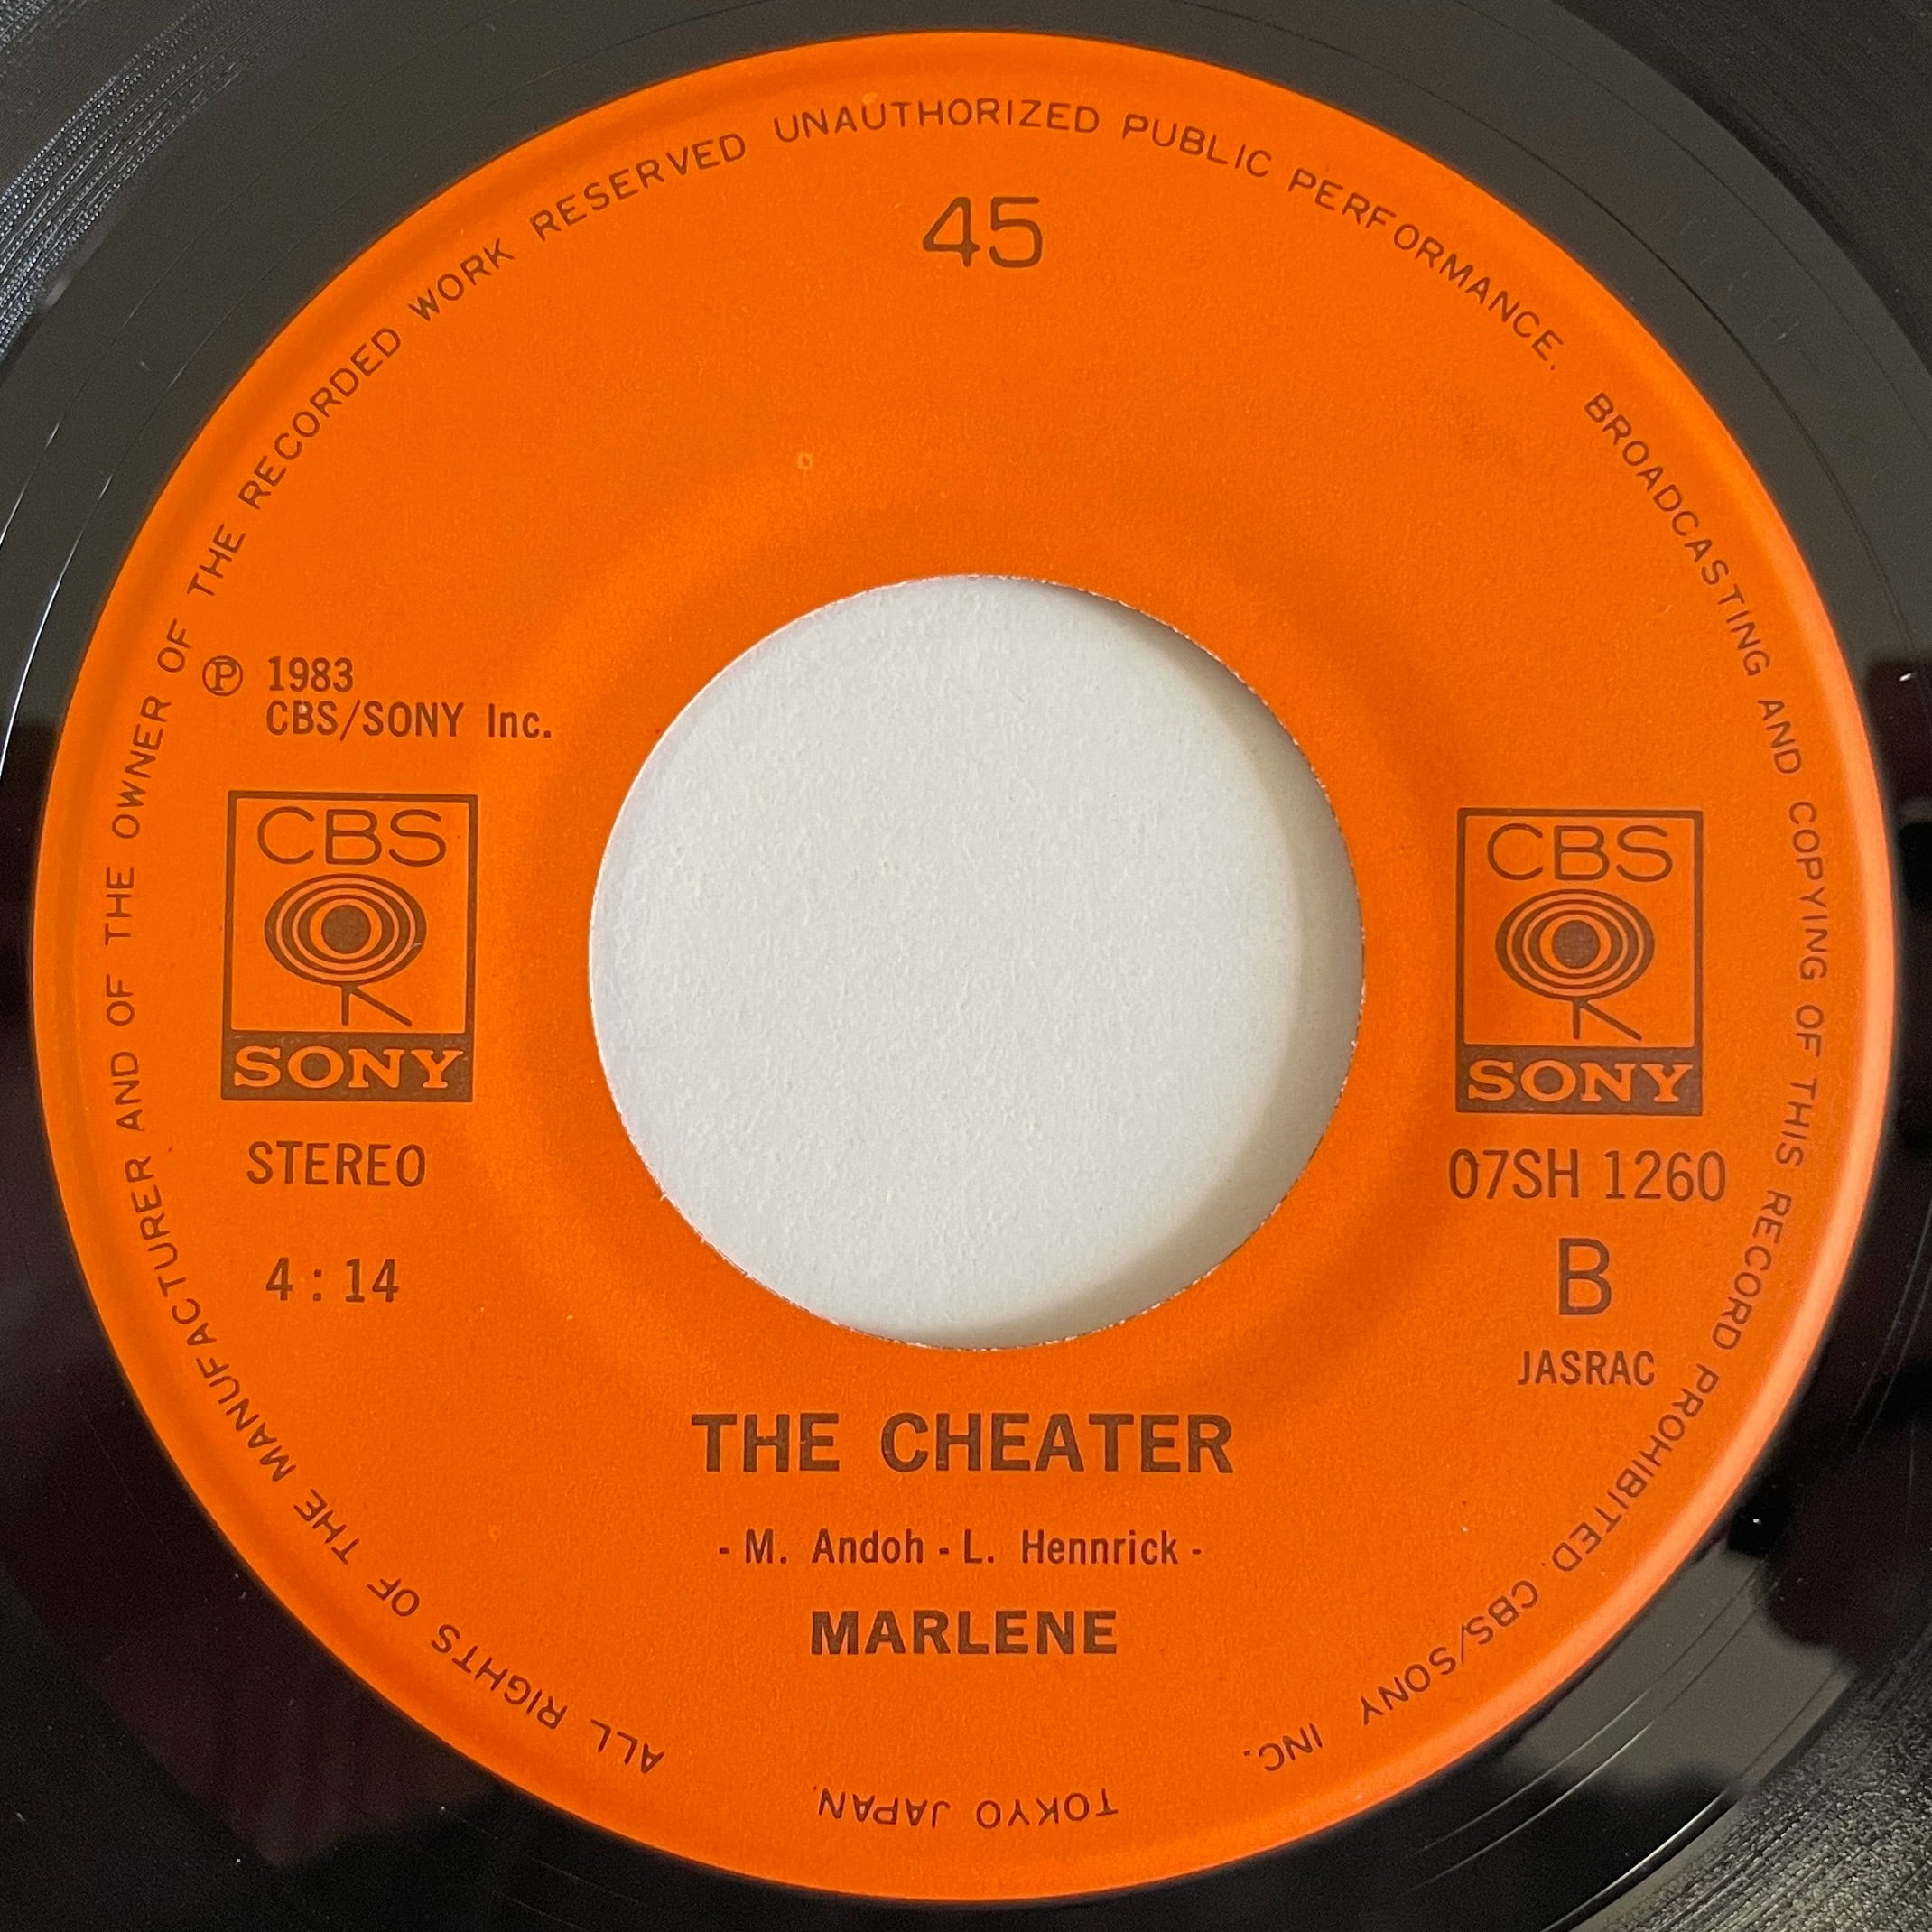 ALL RIGHTS OF THE MANUFACTURER AND OF THE OWNER OF THE RECORDED WORK RESERVED UNAUTHORIZED PUBLIC PERFORMANCE. BROADCASTING AND COPYING OF THIS RECORD PROHIBITED. CBS/SONY INC.
TOKYO JAPAN.
45
℗ 1983
CBS/SONY Inc.
CBS
SONY
STEREO
4:14
CBS
SONY
07SH 1260
B
JASRAC
THE CHEATER
- M. Andoh - L. Hennrick -
MARLENE